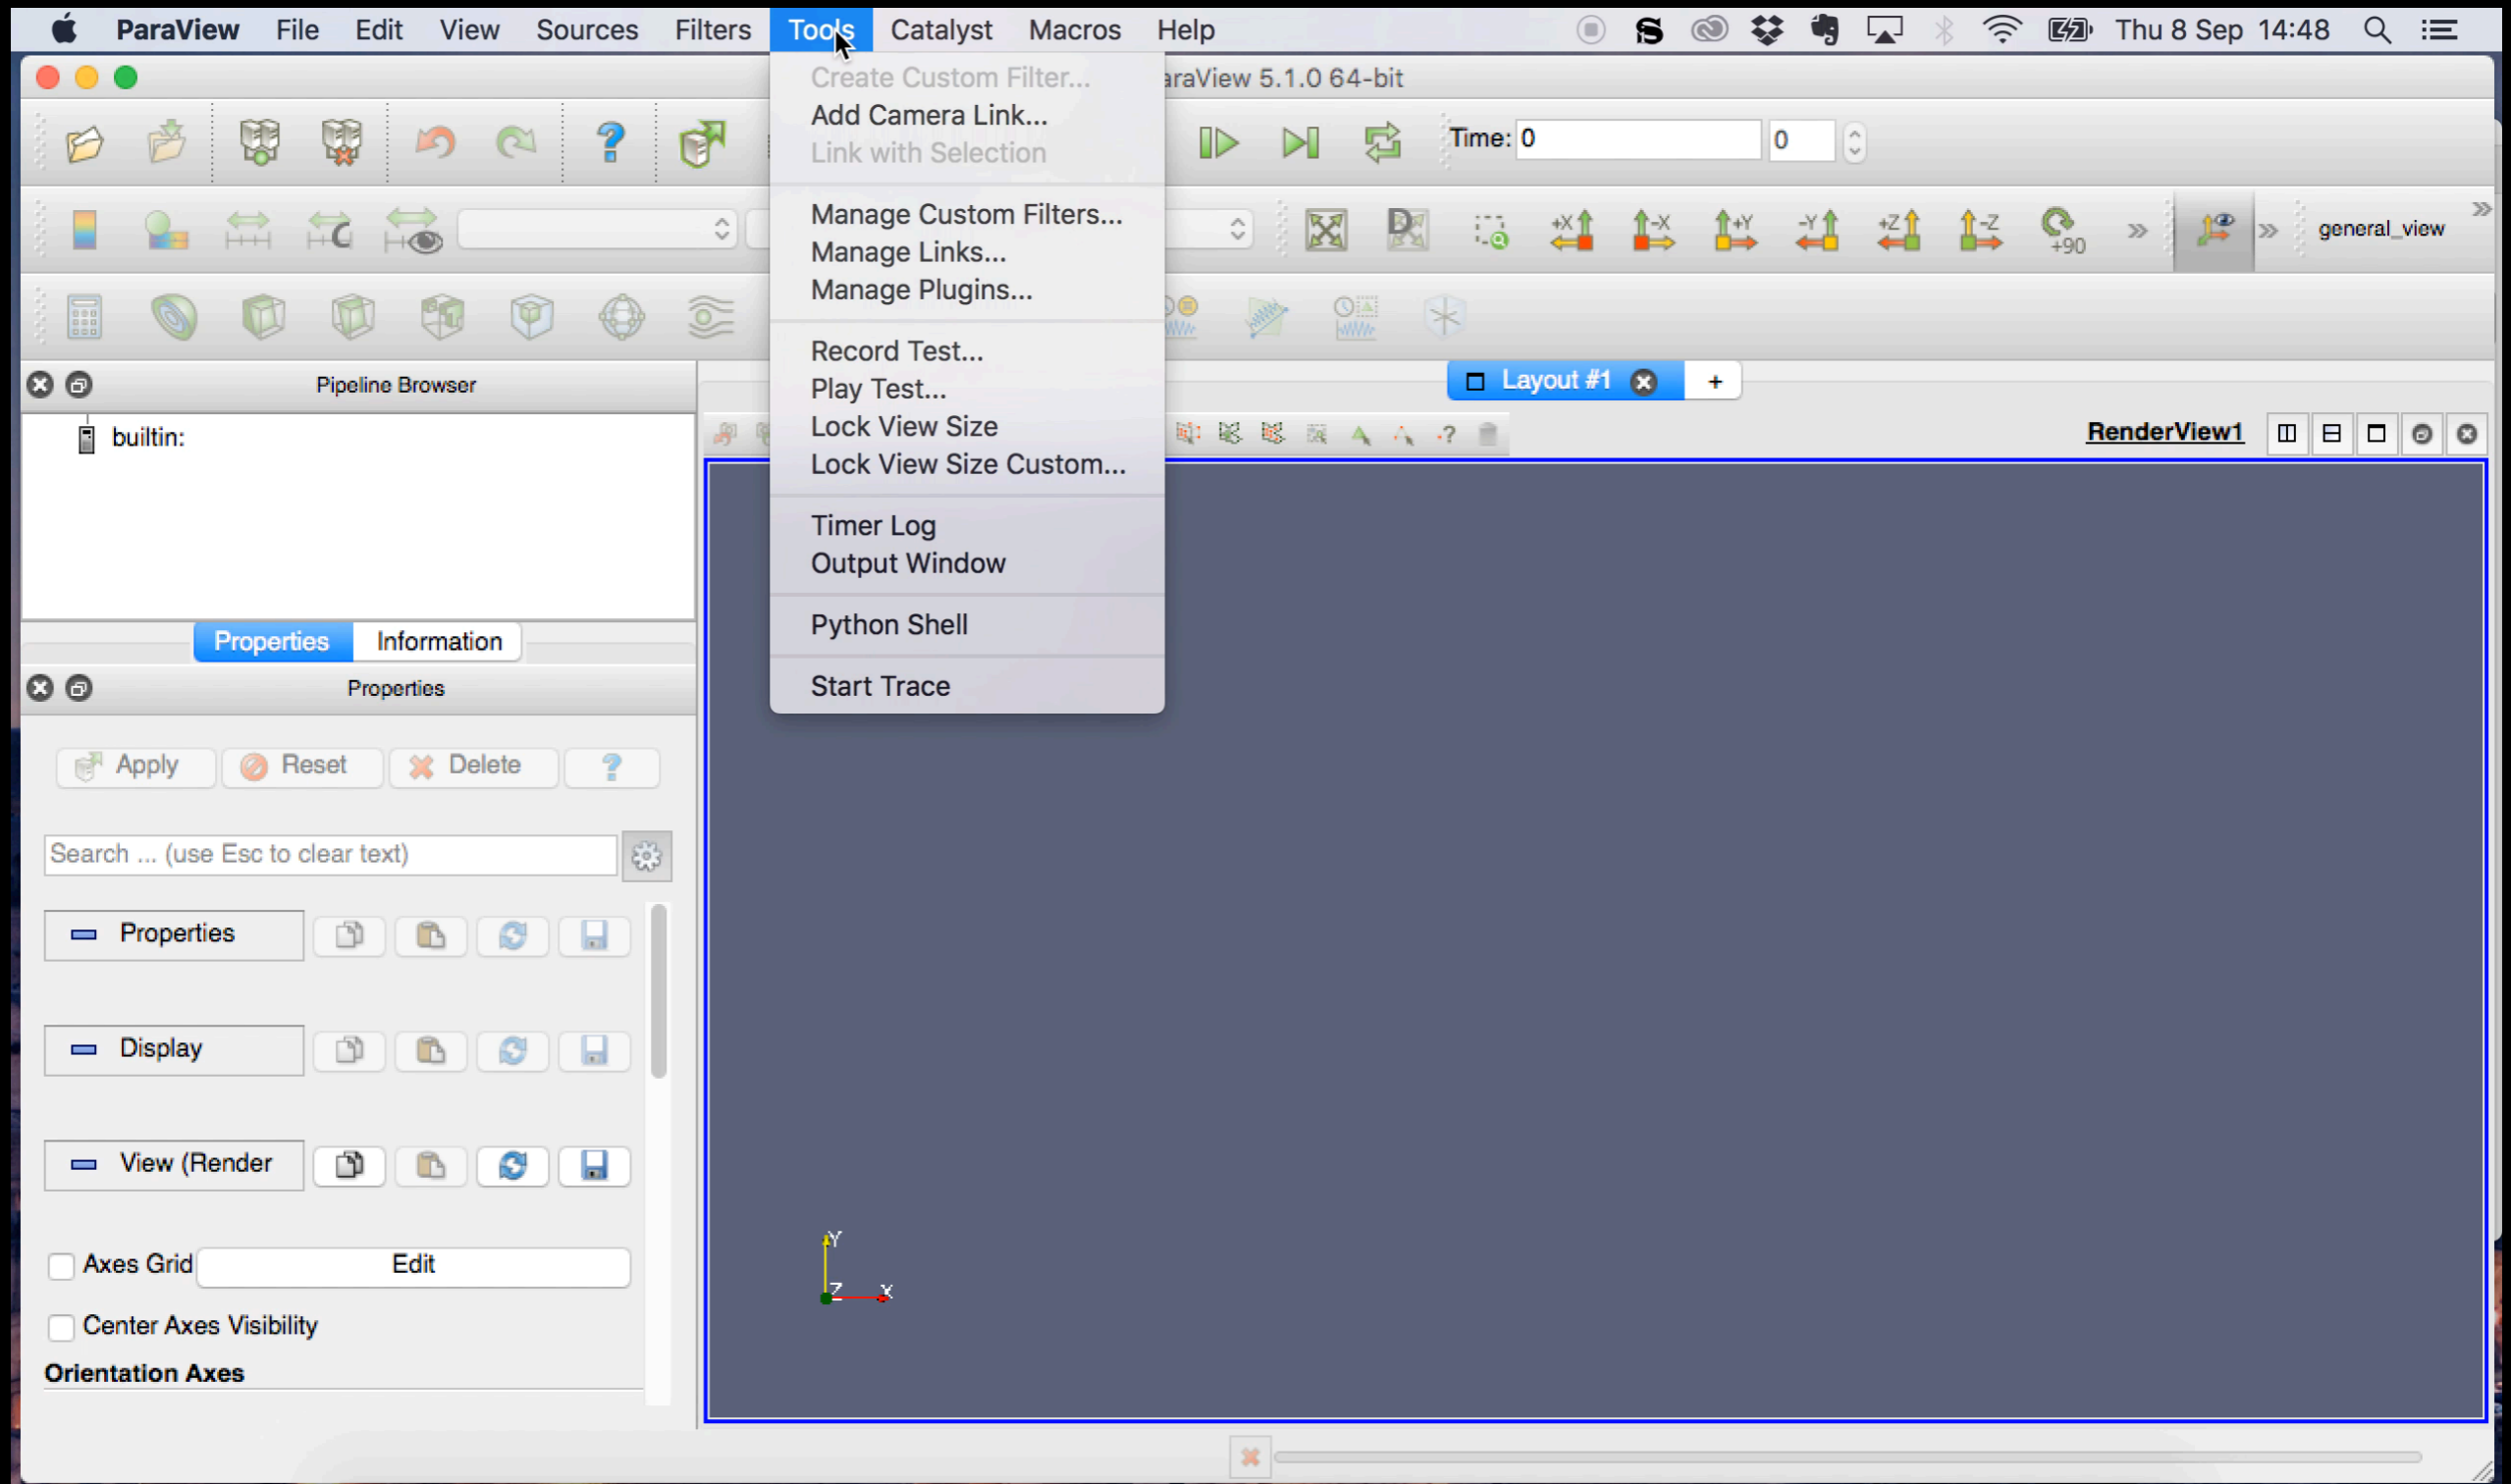 ParaView File Edit View Sources Filters Tools Catalyst Macros Help Thu 8 Sep 14:48
araView 5.1.0 64-bit
Create Custom Filter...
Add Camera Link...
Link with Selection
Manage Custom Filters...
Manage Links...
Manage Plugins...
Record Test...
Play Test...
Lock View Size
Lock View Size Custom...
Timer Log
Output Window
Python Shell
Start Trace
? Time: 0 0
C D +X -X +Y -Y +Z -Z +90 general_view
Pipeline Browser
builtin:
Layout #1 +
RenderView1
Properties Information
Properties
Apply Reset Delete ?
Search ... (use Esc to clear text)
Properties
Display
View (Render
Axes Grid Edit
Center Axes Visibility
Orientation Axes
Y
Z X